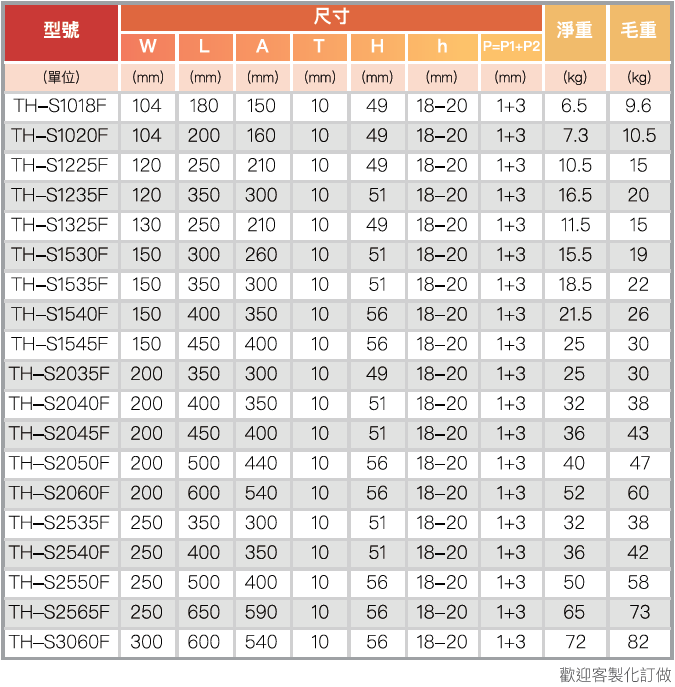 型號 尺寸 淨重 毛重
W L A T H h P=P1+P2
(單位) (mm) (mm) (mm) (mm) (mm) (mm) (mm) (kg) (kg)
TH–S1018F 104 180 150 10 49 18–20 1+3 6.5 9.6
TH–S1020F 104 200 160 10 49 18–20 1+3 7.3 10.5
TH–S1225F 120 250 210 10 49 18–20 1+3 10.5 15
TH–S1235F 120 350 300 10 51 18–20 1+3 16.5 20
TH–S1325F 130 250 210 10 49 18–20 1+3 11.5 15
TH–S1530F 150 300 260 10 51 18–20 1+3 15.5 19
TH–S1535F 150 350 300 10 51 18–20 1+3 18.5 22
TH–S1540F 150 400 350 10 56 18–20 1+3 21.5 26
TH–S1545F 150 450 400 10 56 18–20 1+3 25 30
TH–S2035F 200 350 300 10 49 18–20 1+3 25 30
TH–S2040F 200 400 350 10 51 18–20 1+3 32 38
TH–S2045F 200 450 400 10 51 18–20 1+3 36 43
TH–S2050F 200 500 440 10 56 18–20 1+3 40 47
TH–S2060F 200 600 540 10 56 18–20 1+3 52 60
TH–S2535F 250 350 300 10 51 18–20 1+3 32 38
TH–S2540F 250 400 350 10 51 18–20 1+3 36 42
TH–S2550F 250 500 400 10 56 18–20 1+3 50 58
TH–S2565F 250 650 590 10 56 18–20 1+3 65 73
TH–S3060F 300 600 540 10 56 18–20 1+3 72 82
歡迎客製化訂做